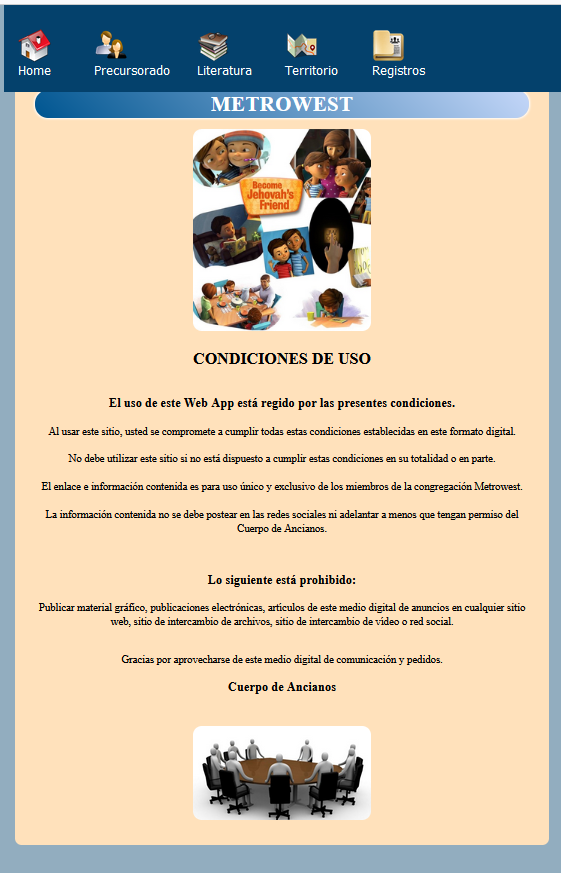 Home
Precursorado
Literatura
Territorio
Registros
METROWEST
Become
Jehovah's
Friend
CONDICIONES DE USO
El uso de este Web App está regido por las presentes condiciones.
Al usar este sitio, usted se compromete a cumplir todas estas condiciones establecidas en este formato digital.
No debe utilizar este sitio si no está dispuesto a cumplir estas condiciones en su totalidad o en parte.
El enlace e información contenida es para uso único y exclusivo de los miembros de la congregación Metrowest.
La información contenida no se debe postear en las redes sociales ni adelantar a menos que tengan permiso del
Cuerpo de Ancianos.
Lo siguiente está prohibido:
Publicar material gráfico, publicaciones electrónicas, artículos de este medio digital de anuncios en cualquier sitio
web, sitio de intercambio de archivos, sitio de intercambio de video o red social.
Gracias por aprovecharse de este medio digital de comunicación y pedidos.
Cuerpo de Ancianos